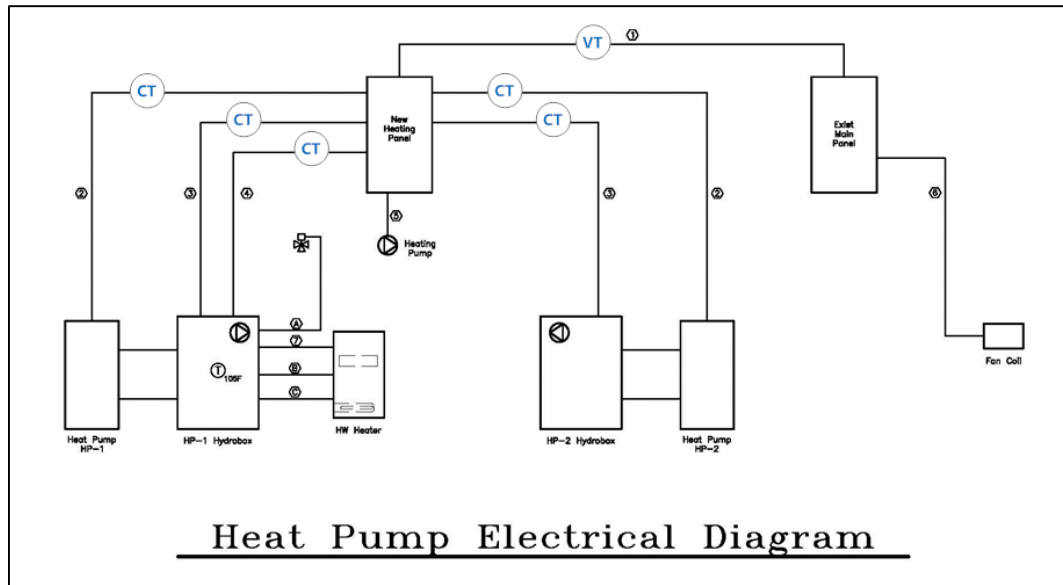 VT
1
CT
CT
CT
CT
CT
New
Heating
Panel
Exist
Main
Panel
2
3
4
5
3
2
6
Heating
Pump
A
7
B
C
T
105F
Heat Pump
HP-1
HP-1 Hydrobox
HW Heater
HP-2 Hydrobox
Heat Pump
HP-2
Fan Coil
Heat Pump Electrical Diagram